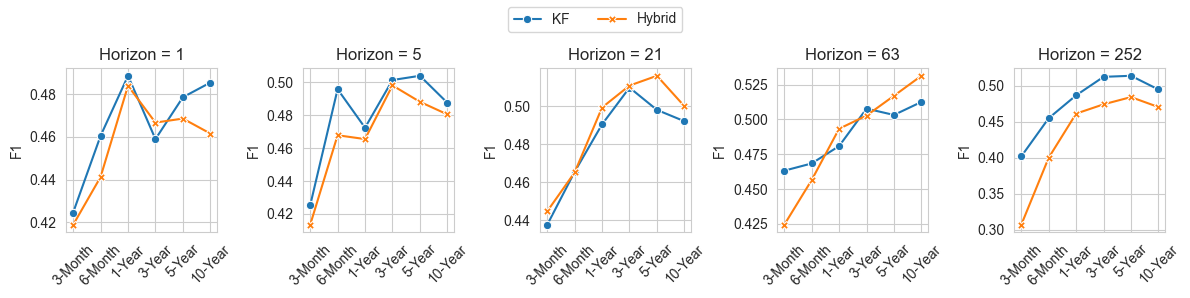 KF Hybrid
Horizon = 1 Horizon = 5 Horizon = 21 Horizon = 63 Horizon = 252
F1
0.48
0.46
0.44
0.42
3-Month 6-Month 1-Year 3-Year 5-Year 10-Year
F1
0.50
0.48
0.46
0.44
0.42
3-Month 6-Month 1-Year 3-Year 5-Year 10-Year
F1
0.50
0.48
0.46
0.44
3-Month 6-Month 1-Year 3-Year 5-Year 10-Year
F1
0.525
0.500
0.475
0.450
0.425
3-Month 6-Month 1-Year 3-Year 5-Year 10-Year
F1
0.50
0.45
0.40
0.35
0.30
3-Month 6-Month 1-Year 3-Year 5-Year 10-Year